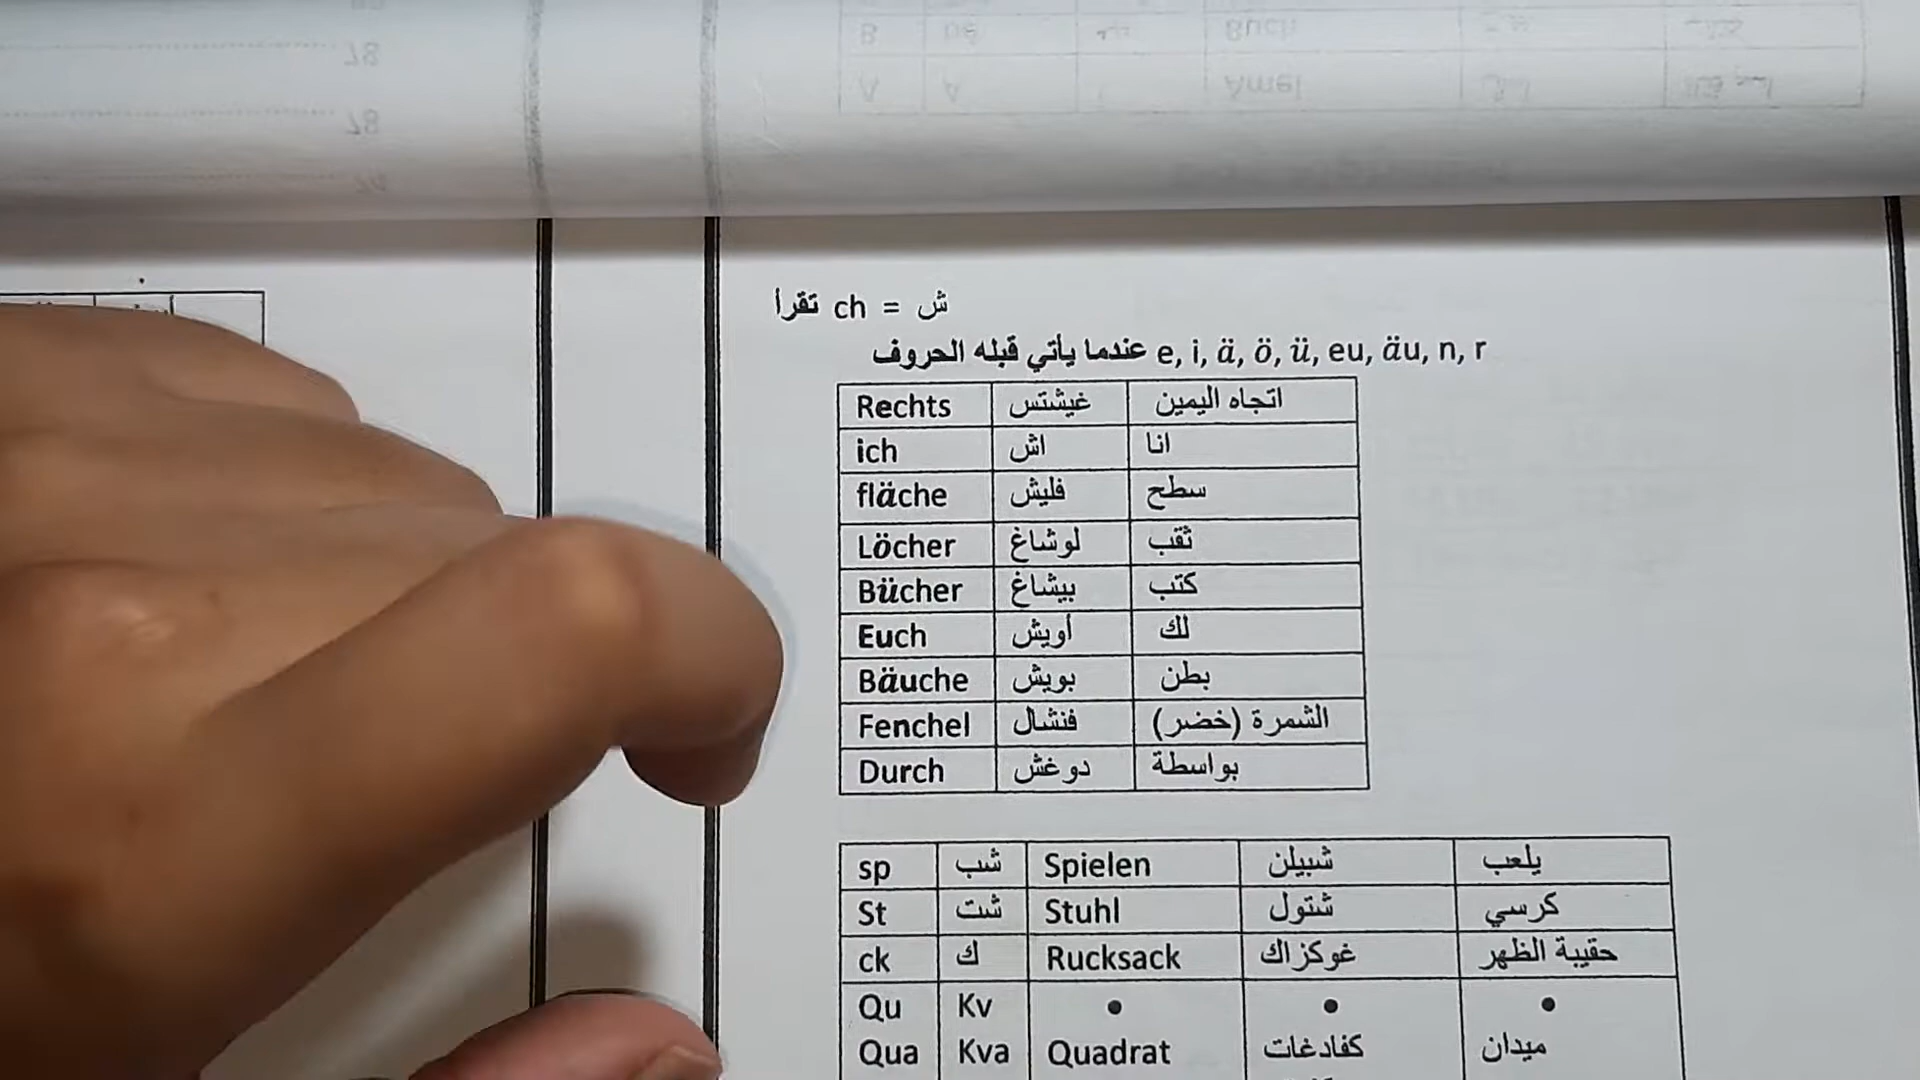 ش = ch تقرأ
عندما يأتي قبله الحروف e, i, ä, ö, ü, eu, äu, n, r
Rechts غيشتس اتجاه اليمين
ich اش انا
fläche فليش سطح
Löcher لوشاغ ثقب
Bücher بيشاغ كتب
Euch أويش لك
Bäuche بويش بطن
Fenchel فنشال الشمرة (خضر)
Durch دوغش بواسطة
sp شب Spielen شبيلن يلعب
St شت Stuhl شتول كرسي
ck ك Rucksack غوكزاك حقيبة الظهر
Qu Kv • • •
Qua Kva Quadrat كفادغات ميدان